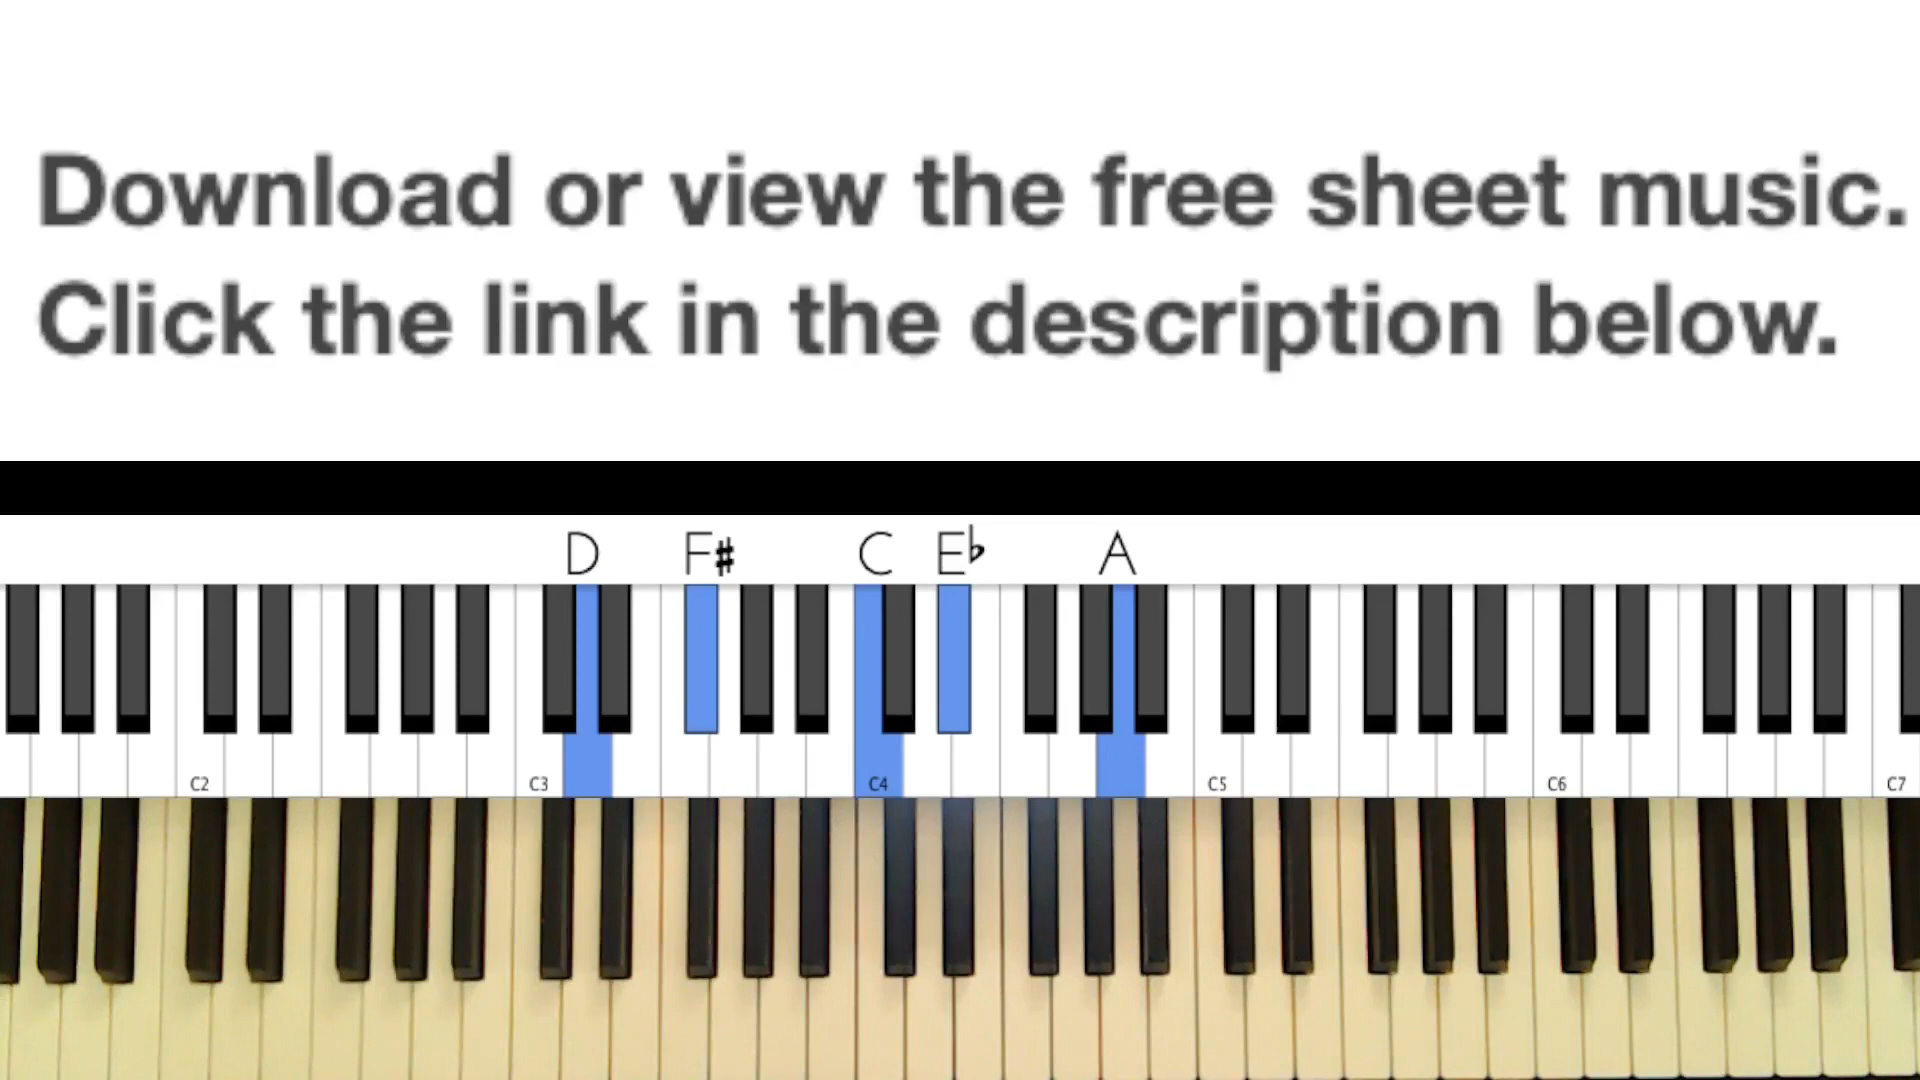 Download or view the free sheet music.
Click the link in the description below.
D F♯ C E♭ A
C2 C3 C4 C5 C6 C7